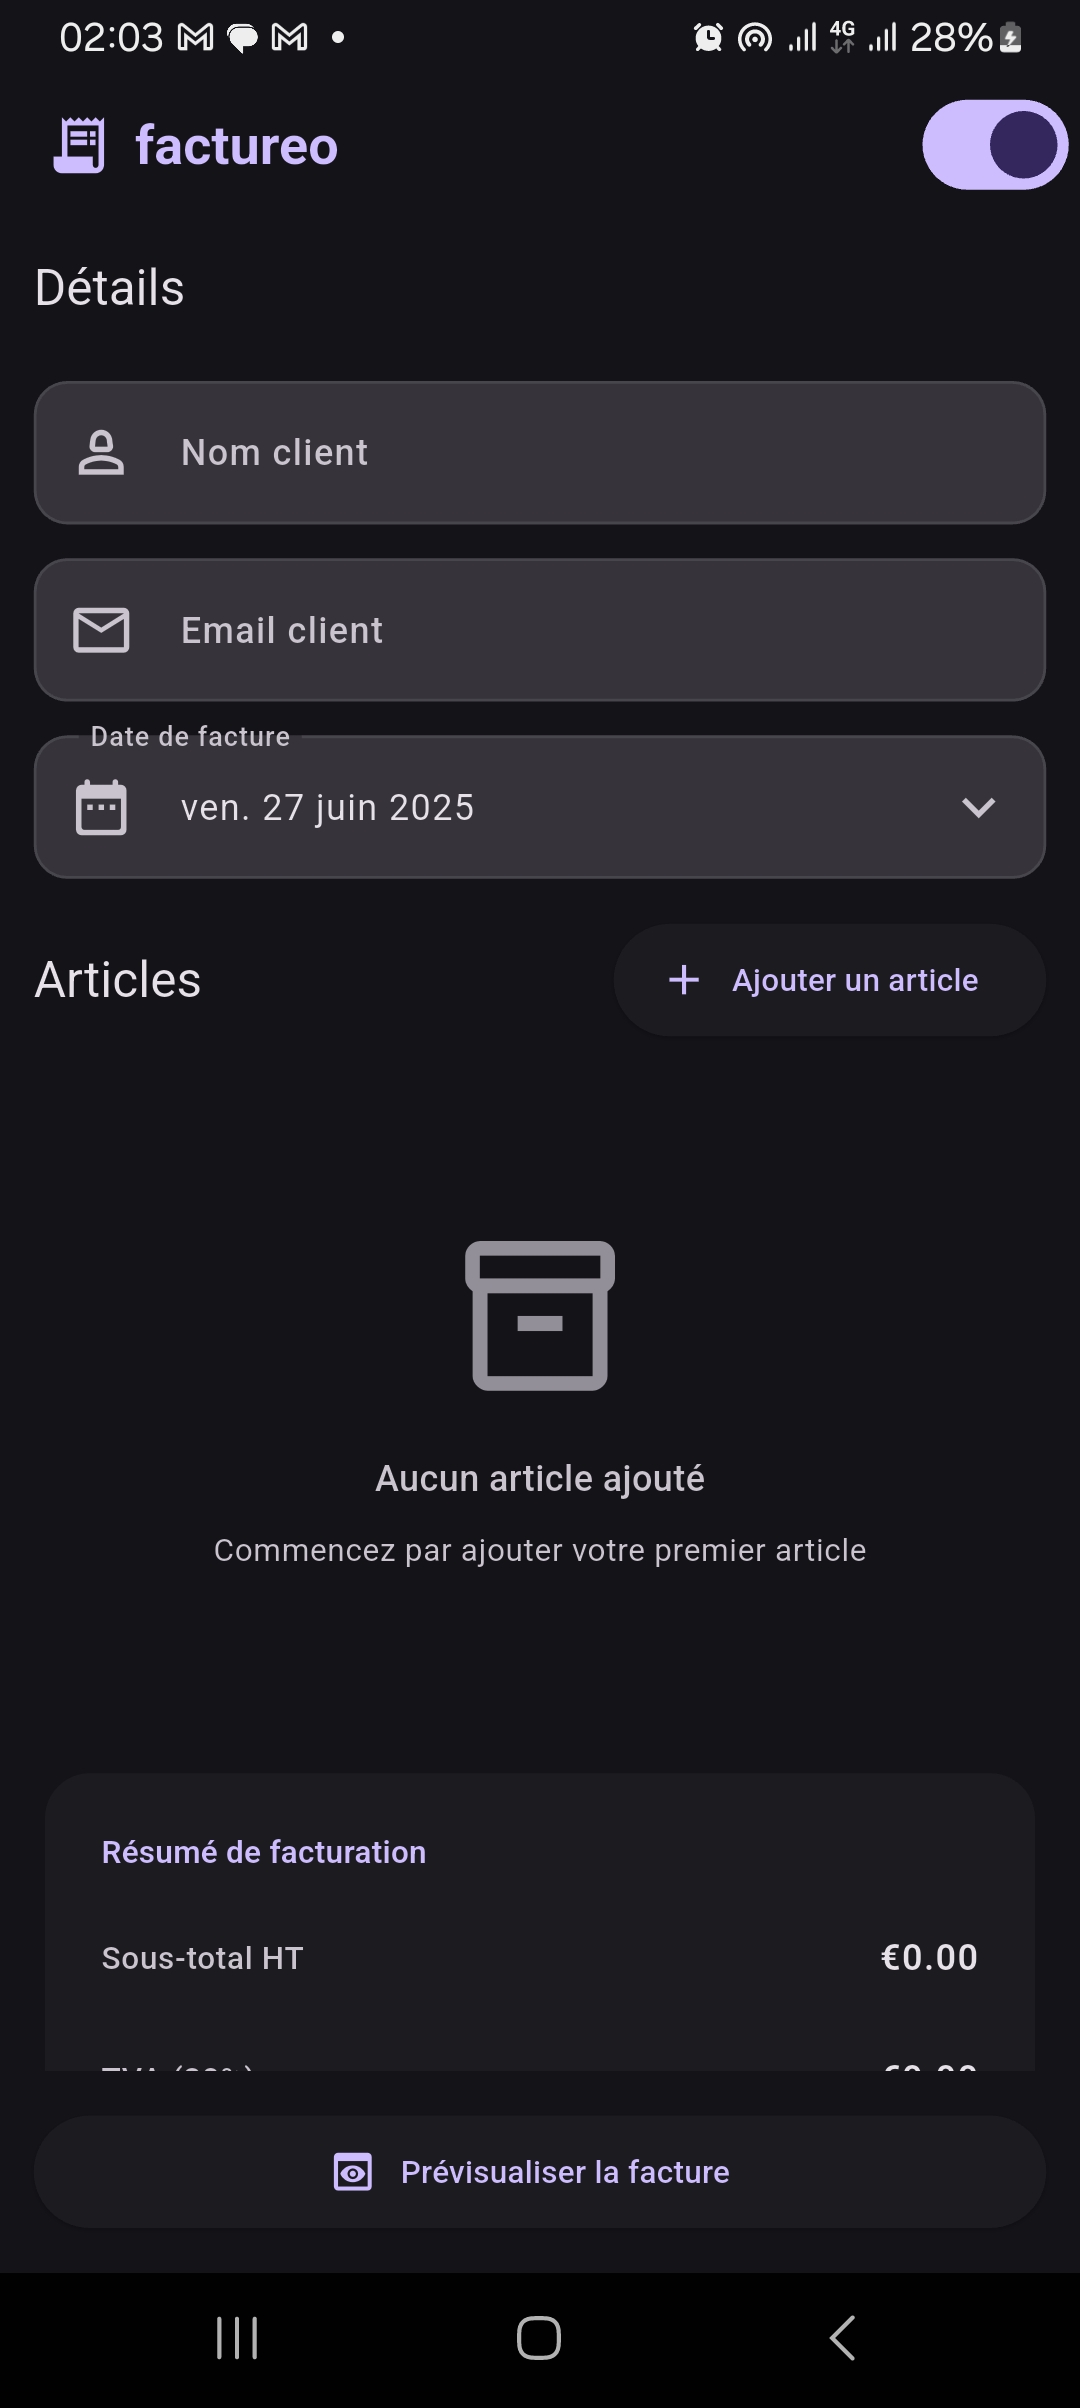 02:03
4G
28%
factureo
Détails
Nom client
Email client
Date de facture
ven. 27 juin 2025
Articles
Ajouter un article
Aucun article ajouté
Commencez par ajouter votre premier article
Résumé de facturation
Sous-total HT €0.00
Prévisualiser la facture